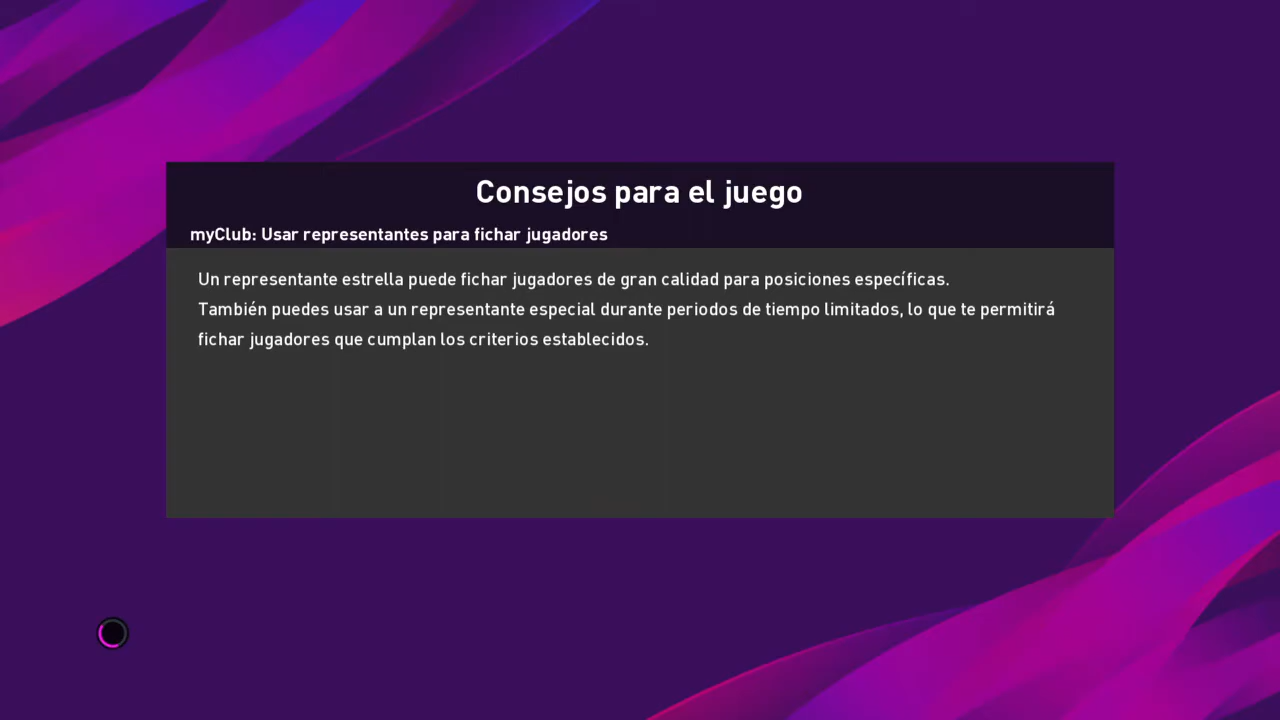 Consejos para el juego
myClub: Usar representantes para fichar jugadores
Un representante estrella puede fichar jugadores de gran calidad para posiciones específicas.
También puedes usar a un representante especial durante periodos de tiempo limitados, lo que te permitirá
fichar jugadores que cumplan los criterios establecidos.